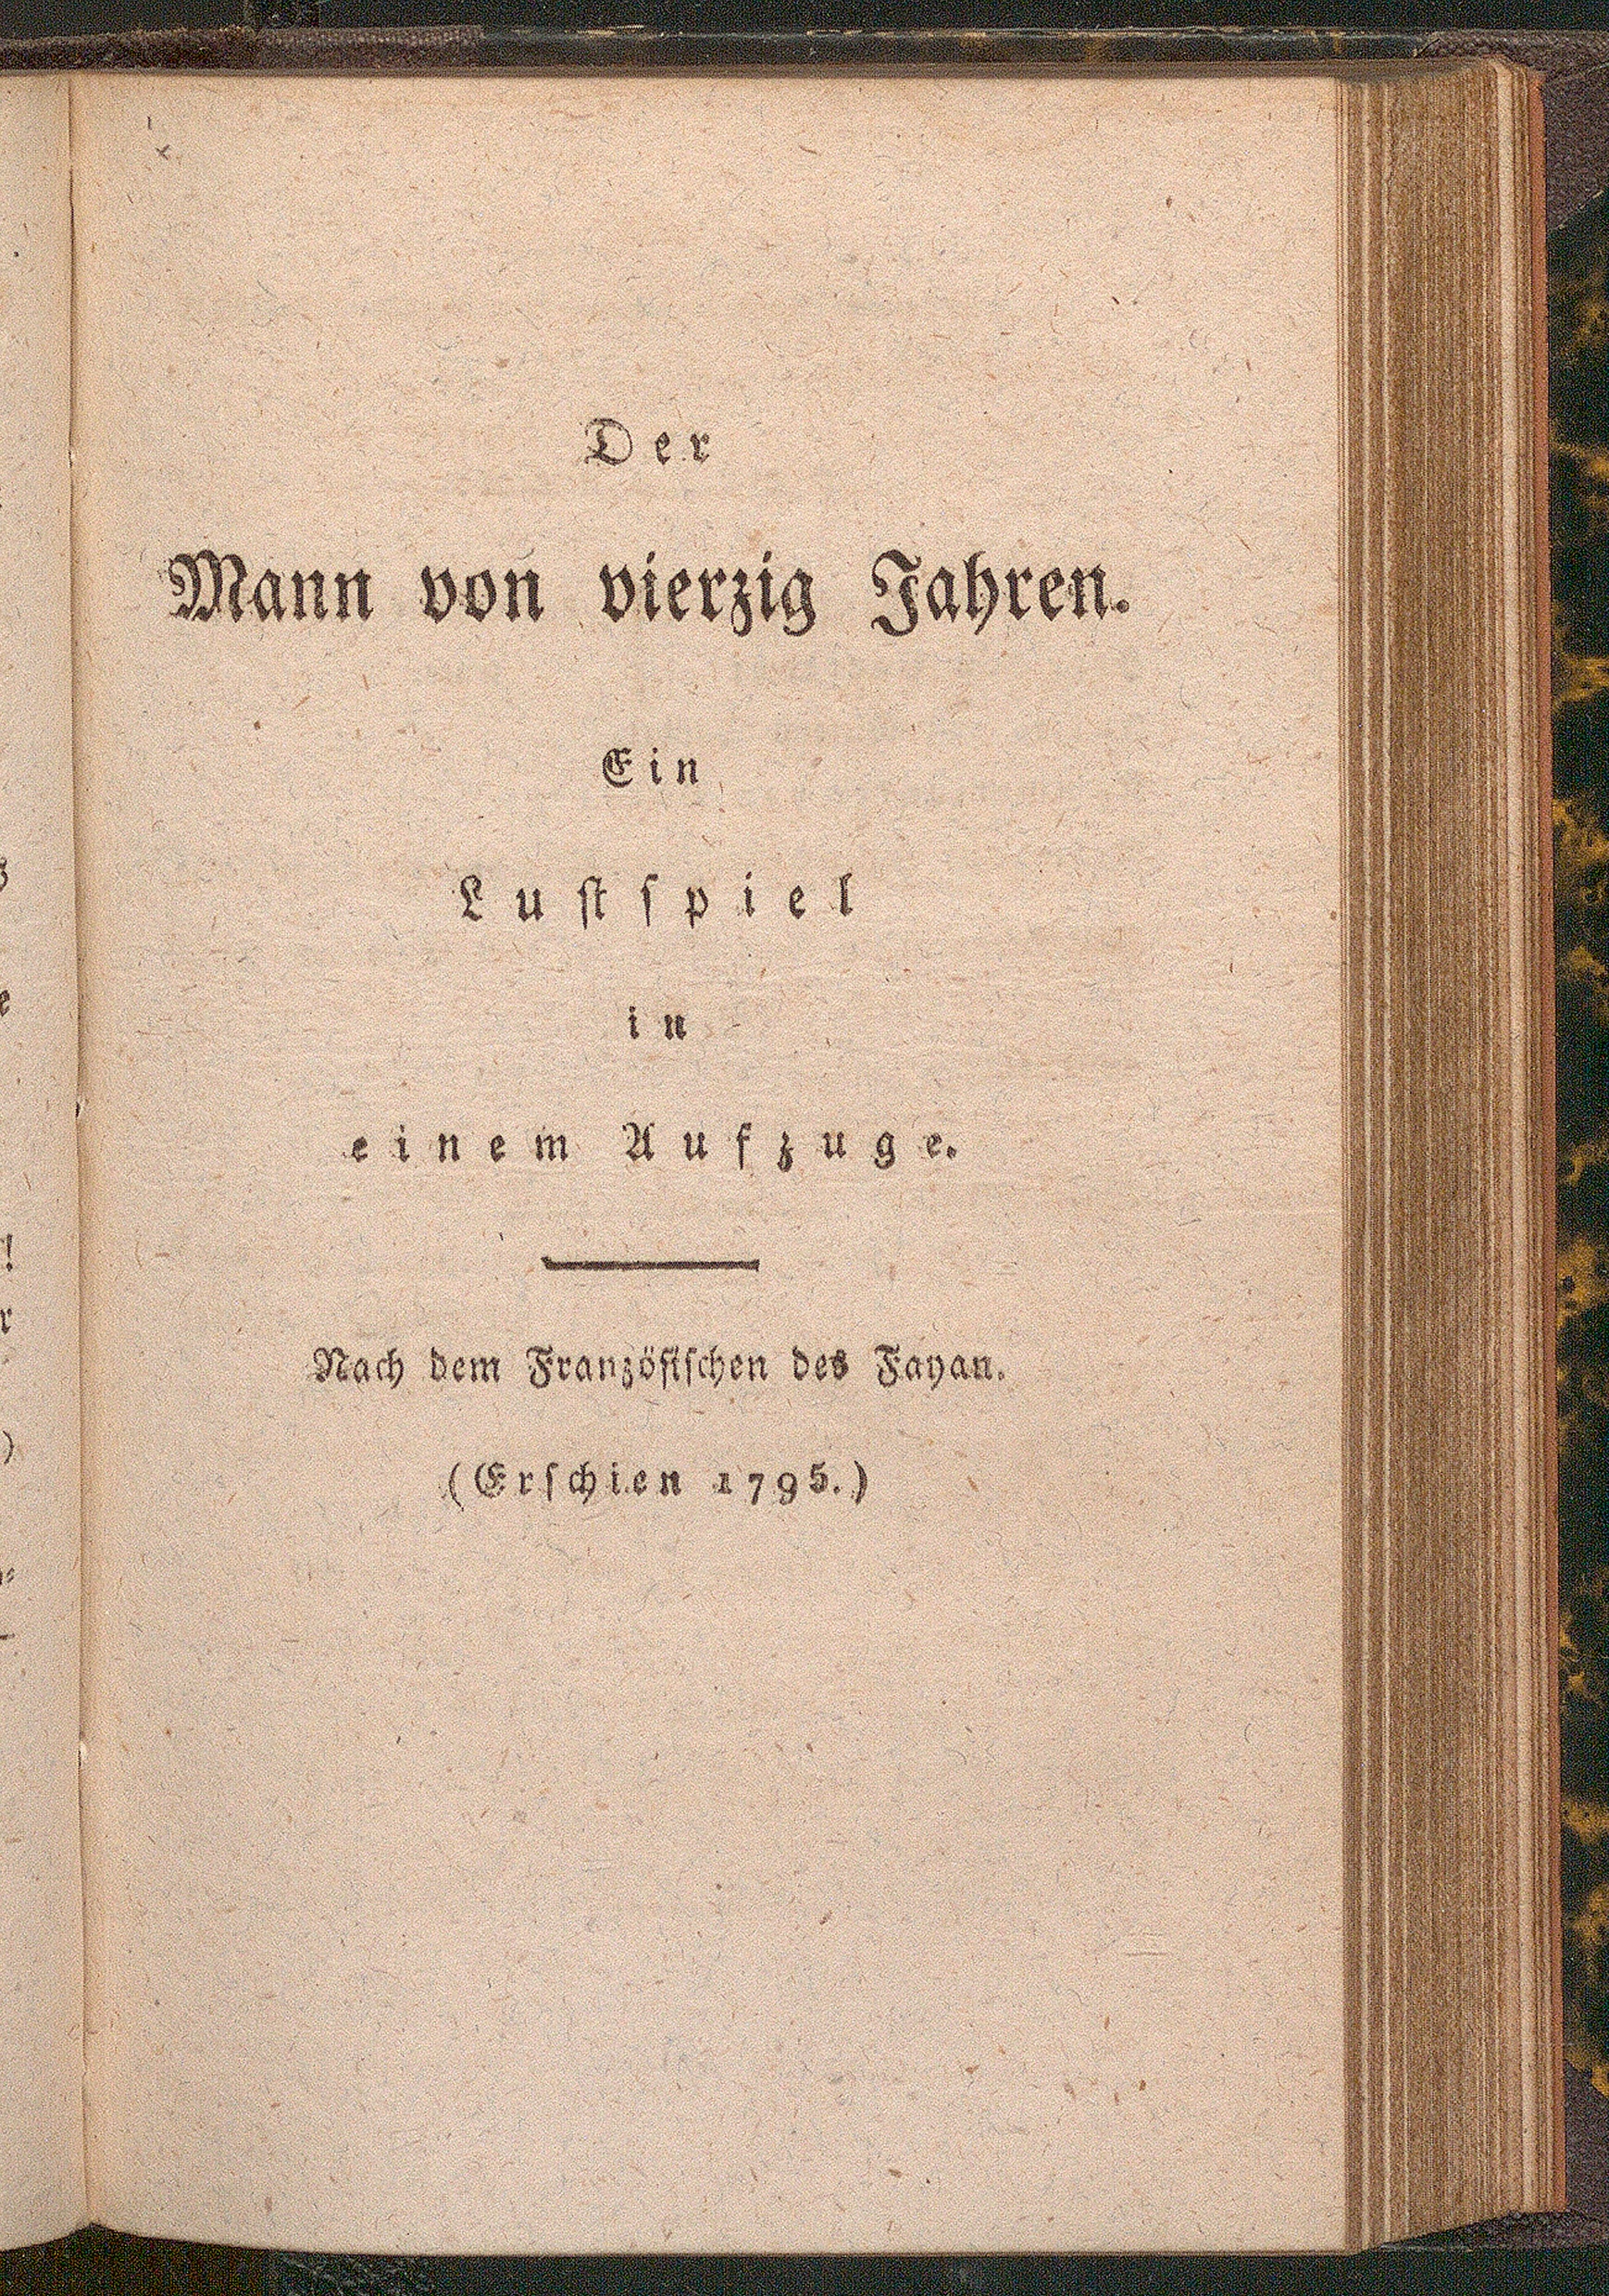 Der
Mann von vierzig Jahren.
Ein
Luſtſpiel
in
einem Aufzuge.
Nach dem Franzöſiſchen des Fayan.
(Erſchien 1795.)